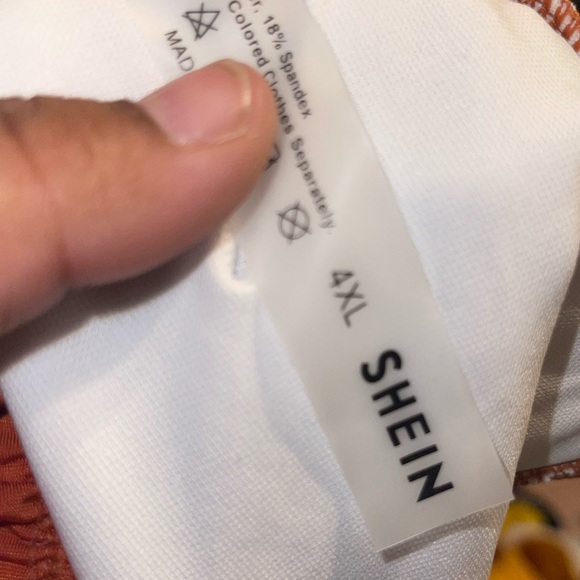 18% Spandex
Colored Clothes Separately.
MAD
4XL
SHEIN